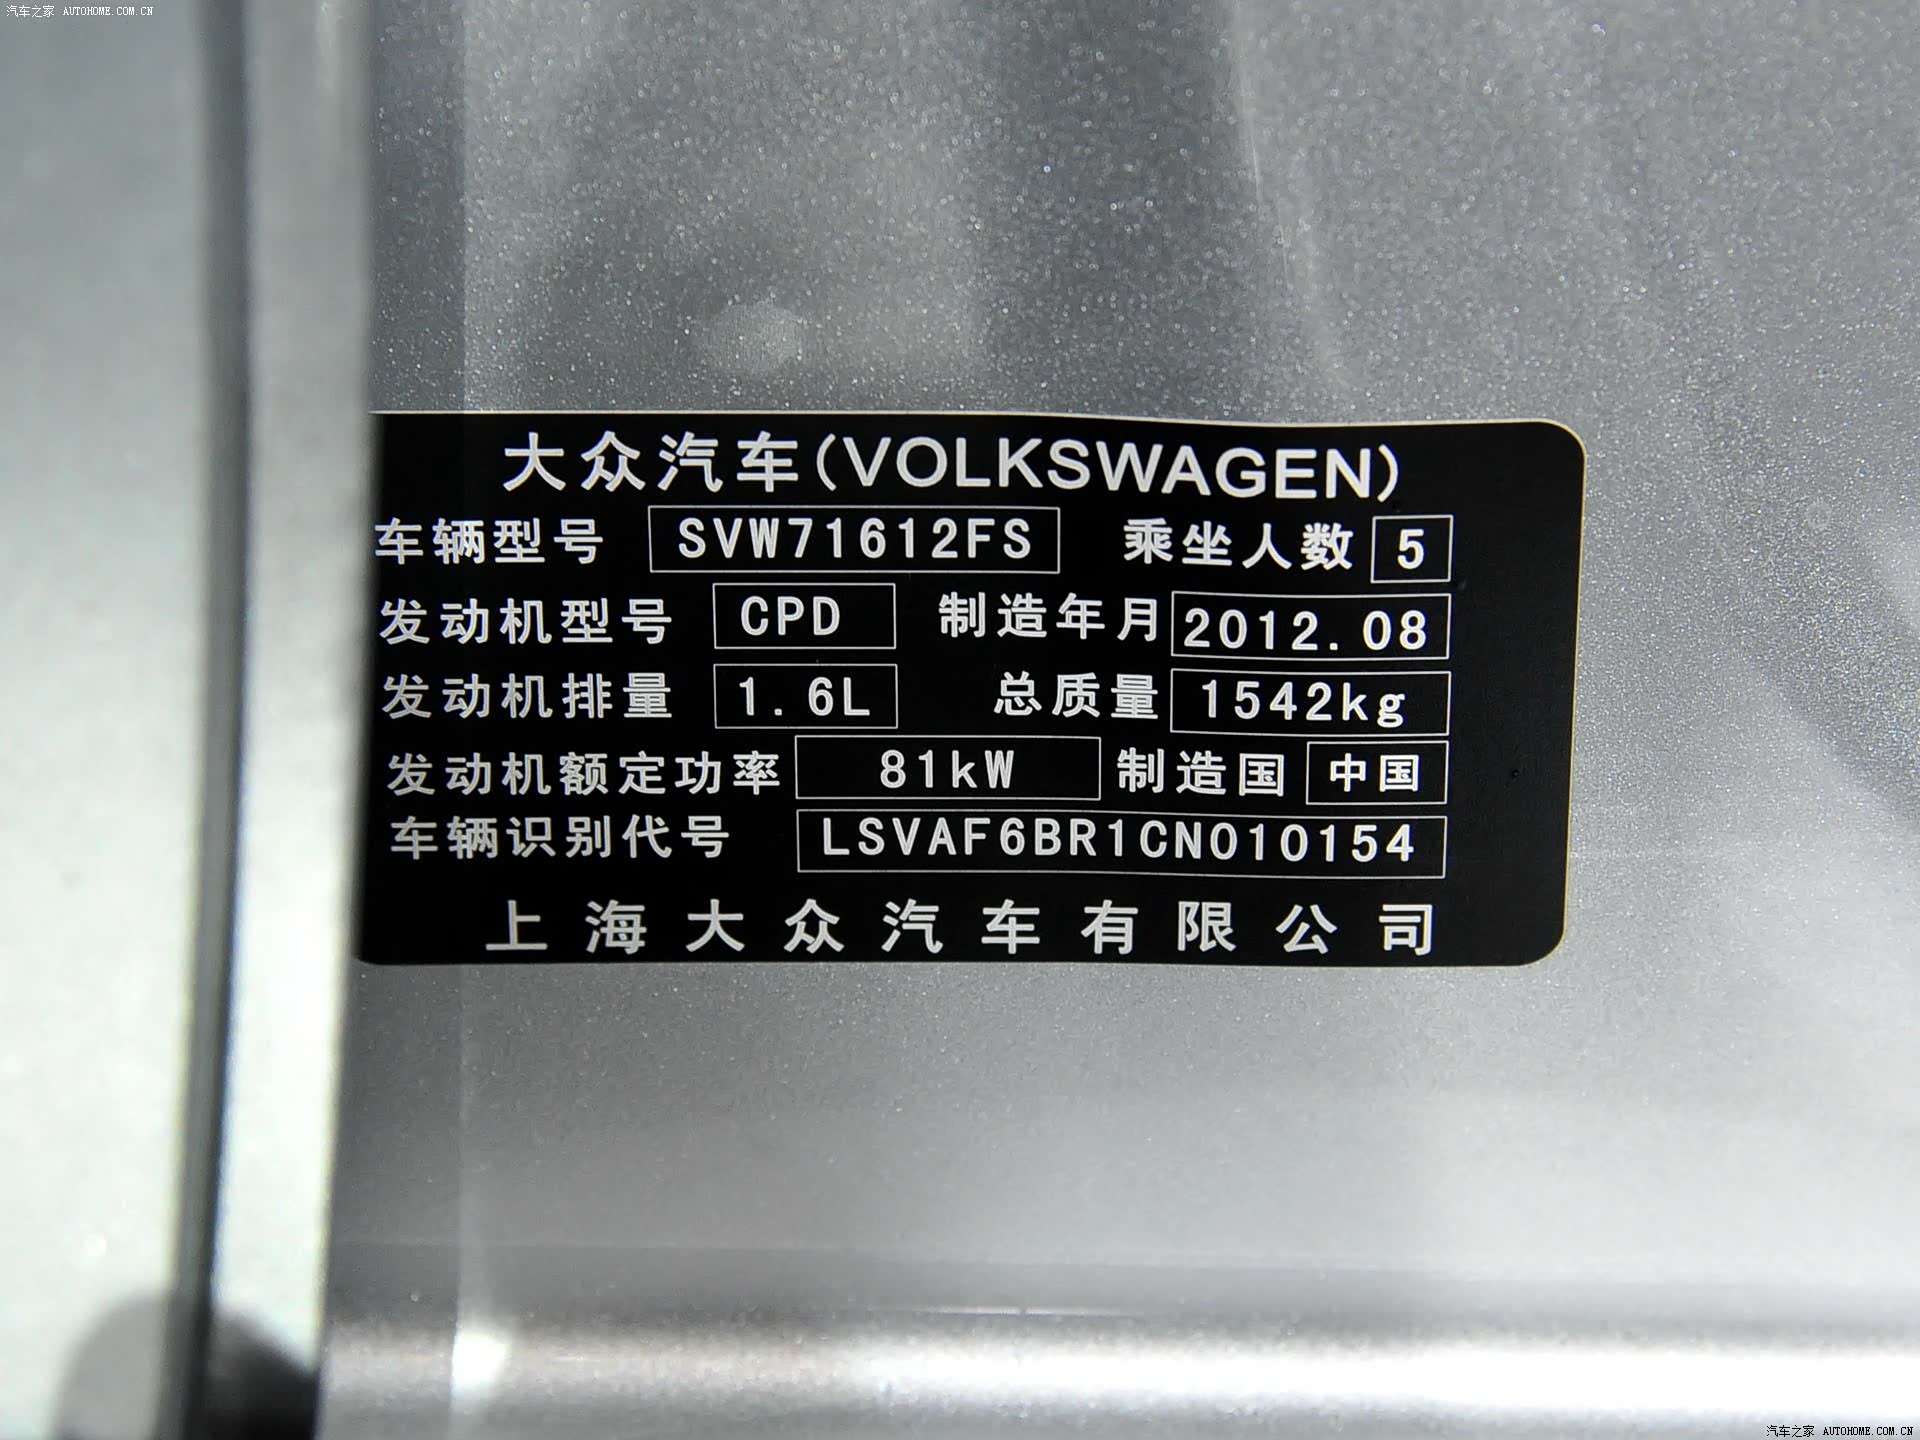 汽车之家 AUTOHOME.COM.CN
大众汽车(VOLKSWAGEN)
车辆型号 SVW71612FS 乘坐人数 5
发动机型号 CPD 制造年月 2012.08
发动机排量 1.6L 总质量 1542kg
发动机额定功率 81kW 制造国 中国
车辆识别代号 LSVAF6BR1CN010154
上海大众汽车有限公司
汽车之家 AUTOHOME.COM.CN